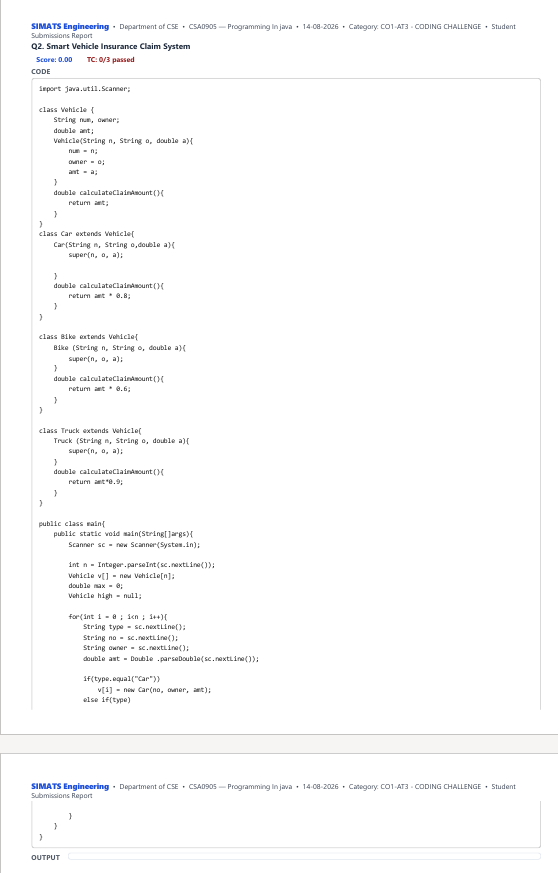 SIMATS Engineering • Department of CSE • CSA0905 — Programming In java • 14-08-2026 • Category: CO1-AT3 - CODING CHALLENGE • Student
Submissions Report
Q2. Smart Vehicle Insurance Claim System
Score: 0.00 TC: 0/3 passed
CODE
import java.util.Scanner;

class Vehicle {
    String num, owner;
    double amt;
    Vehicle(String n, String o, double a){
        num = n;
        owner = o;
        amt = a;
    }
    double calculateClaimAmount(){
        return amt;
    }
}
class Car extends Vehicle{
    Car(String n, String o,double a){
        super(n, o, a);

    }
    double calculateClaimAmount(){
        return amt * 0.8;
    }
}

class Bike extends Vehicle{
    Bike (String n, String o, double a){
        super(n, o, a);
    }
    double calculateClaimAmount(){
        return amt * 0.6;
    }
}

class Truck extends Vehicle{
    Truck (String n, String o, double a){
        super(n, o, a);
    }
    double calculateClaimAmount(){
        return amt*0.9;
    }
}

public class main{
    public static void main(String[]args){
        Scanner sc = new Scanner(System.in);

        int n = Integer.parseInt(sc.nextLine());
        Vehicle v[] = new Vehicle[n];
        double max = 0;
        Vehicle high = null;

        for(int i = 0 ; i<n ; i++){
            String type = sc.nextLine();
            String no = sc.nextLine();
            String owner = sc.nextLine();
            double amt = Double .parseDouble(sc.nextLine());

            if(type.equal("Car"))
                v[i] = new Car(no, owner, amt);
            else if(type)
SIMATS Engineering • Department of CSE • CSA0905 — Programming In java • 14-08-2026 • Category: CO1-AT3 - CODING CHALLENGE • Student
Submissions Report
        }
    }
}
OUTPUT